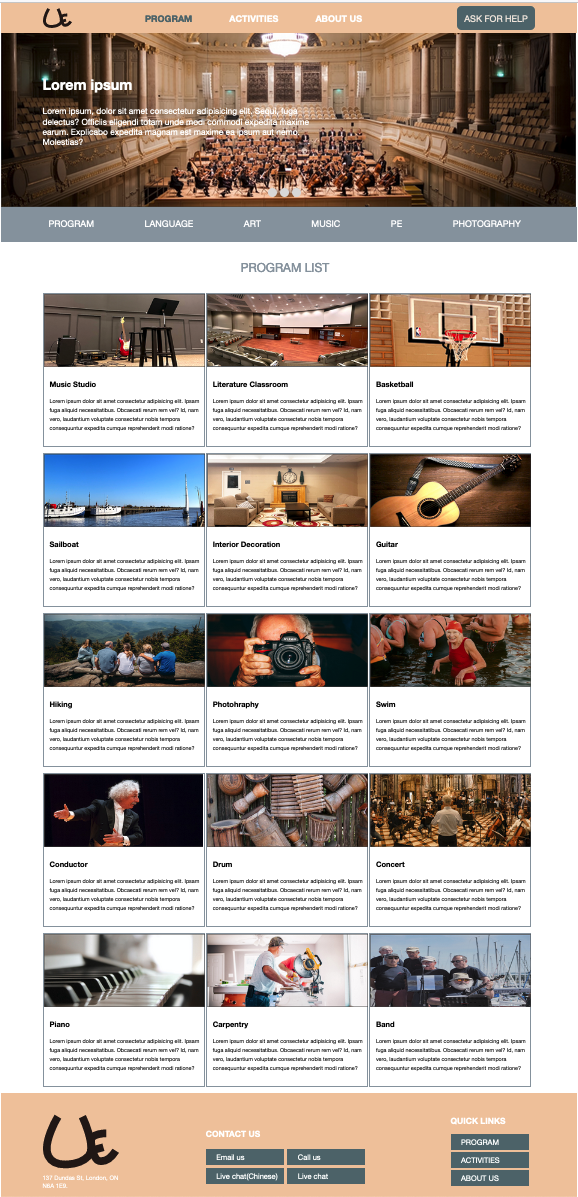 UE
PROGRAM
ACTIVITIES
ABOUT US
ASK FOR HELP
Lorem ipsum
Lorem ipsum, dolor sit amet consectetur adipisicing elit. Sequi, fuga
delectus? Officiis eligendi totam unde modi commodi expedita maxime
earum. Explicabo expedita magnam est maxime ea ipsum aut nemo.
Molestias?
PROGRAM
LANGUAGE
ART
MUSIC
PE
PHOTOGRAPHY
PROGRAM LIST
Music Studio
Lorem ipsum dolor sit amet consectetur adipisicing elit. Ipsam
fuga aliquid necessitatibus. Obcaecati rerum rem vel? Id, nam
vero, laudantium voluptate consectetur nobis tempora
consequuntur expedita cumque reprehenderit modi ratione?
Literature Classroom
Lorem ipsum dolor sit amet consectetur adipisicing elit. Ipsam
fuga aliquid necessitatibus. Obcaecati rerum rem vel? Id, nam
vero, laudantium voluptate consectetur nobis tempora
consequuntur expedita cumque reprehenderit modi ratione?
Basketball
Lorem ipsum dolor sit amet consectetur adipisicing elit. Ipsam
fuga aliquid necessitatibus. Obcaecati rerum rem vel? Id, nam
vero, laudantium voluptate consectetur nobis tempora
consequuntur expedita cumque reprehenderit modi ratione?
Sailboat
Lorem ipsum dolor sit amet consectetur adipisicing elit. Ipsam
fuga aliquid necessitatibus. Obcaecati rerum rem vel? Id, nam
vero, laudantium voluptate consectetur nobis tempora
consequuntur expedita cumque reprehenderit modi ratione?
Interior Decoration
Lorem ipsum dolor sit amet consectetur adipisicing elit. Ipsam
fuga aliquid necessitatibus. Obcaecati rerum rem vel? Id, nam
vero, laudantium voluptate consectetur nobis tempora
consequuntur expedita cumque reprehenderit modi ratione?
Guitar
Lorem ipsum dolor sit amet consectetur adipisicing elit. Ipsam
fuga aliquid necessitatibus. Obcaecati rerum rem vel? Id, nam
vero, laudantium voluptate consectetur nobis tempora
consequuntur expedita cumque reprehenderit modi ratione?
Hiking
Lorem ipsum dolor sit amet consectetur adipisicing elit. Ipsam
fuga aliquid necessitatibus. Obcaecati rerum rem vel? Id, nam
vero, laudantium voluptate consectetur nobis tempora
consequuntur expedita cumque reprehenderit modi ratione?
Photohraphy
Lorem ipsum dolor sit amet consectetur adipisicing elit. Ipsam
fuga aliquid necessitatibus. Obcaecati rerum rem vel? Id, nam
vero, laudantium voluptate consectetur nobis tempora
consequuntur expedita cumque reprehenderit modi ratione?
Swim
Lorem ipsum dolor sit amet consectetur adipisicing elit. Ipsam
fuga aliquid necessitatibus. Obcaecati rerum rem vel? Id, nam
vero, laudantium voluptate consectetur nobis tempora
consequuntur expedita cumque reprehenderit modi ratione?
Conductor
Lorem ipsum dolor sit amet consectetur adipisicing elit. Ipsam
fuga aliquid necessitatibus. Obcaecati rerum rem vel? Id, nam
vero, laudantium voluptate consectetur nobis tempora
consequuntur expedita cumque reprehenderit modi ratione?
Drum
Lorem ipsum dolor sit amet consectetur adipisicing elit. Ipsam
fuga aliquid necessitatibus. Obcaecati rerum rem vel? Id, nam
vero, laudantium voluptate consectetur nobis tempora
consequuntur expedita cumque reprehenderit modi ratione?
Concert
Lorem ipsum dolor sit amet consectetur adipisicing elit. Ipsam
fuga aliquid necessitatibus. Obcaecati rerum rem vel? Id, nam
vero, laudantium voluptate consectetur nobis tempora
consequuntur expedita cumque reprehenderit modi ratione?
Piano
Lorem ipsum dolor sit amet consectetur adipisicing elit. Ipsam
fuga aliquid necessitatibus. Obcaecati rerum rem vel? Id, nam
vero, laudantium voluptate consectetur nobis tempora
consequuntur expedita cumque reprehenderit modi ratione?
Carpentry
Lorem ipsum dolor sit amet consectetur adipisicing elit. Ipsam
fuga aliquid necessitatibus. Obcaecati rerum rem vel? Id, nam
vero, laudantium voluptate consectetur nobis tempora
consequuntur expedita cumque reprehenderit modi ratione?
Band
Lorem ipsum dolor sit amet consectetur adipisicing elit. Ipsam
fuga aliquid necessitatibus. Obcaecati rerum rem vel? Id, nam
vero, laudantium voluptate consectetur nobis tempora
consequuntur expedita cumque reprehenderit modi ratione?
UE
137 Dundas St, London, ON
N6A 1E9
CONTACT US
Email us
Call us
Live chat(Chinese)
Live chat
QUICK LINKS
PROGRAM
ACTIVITIES
ABOUT US